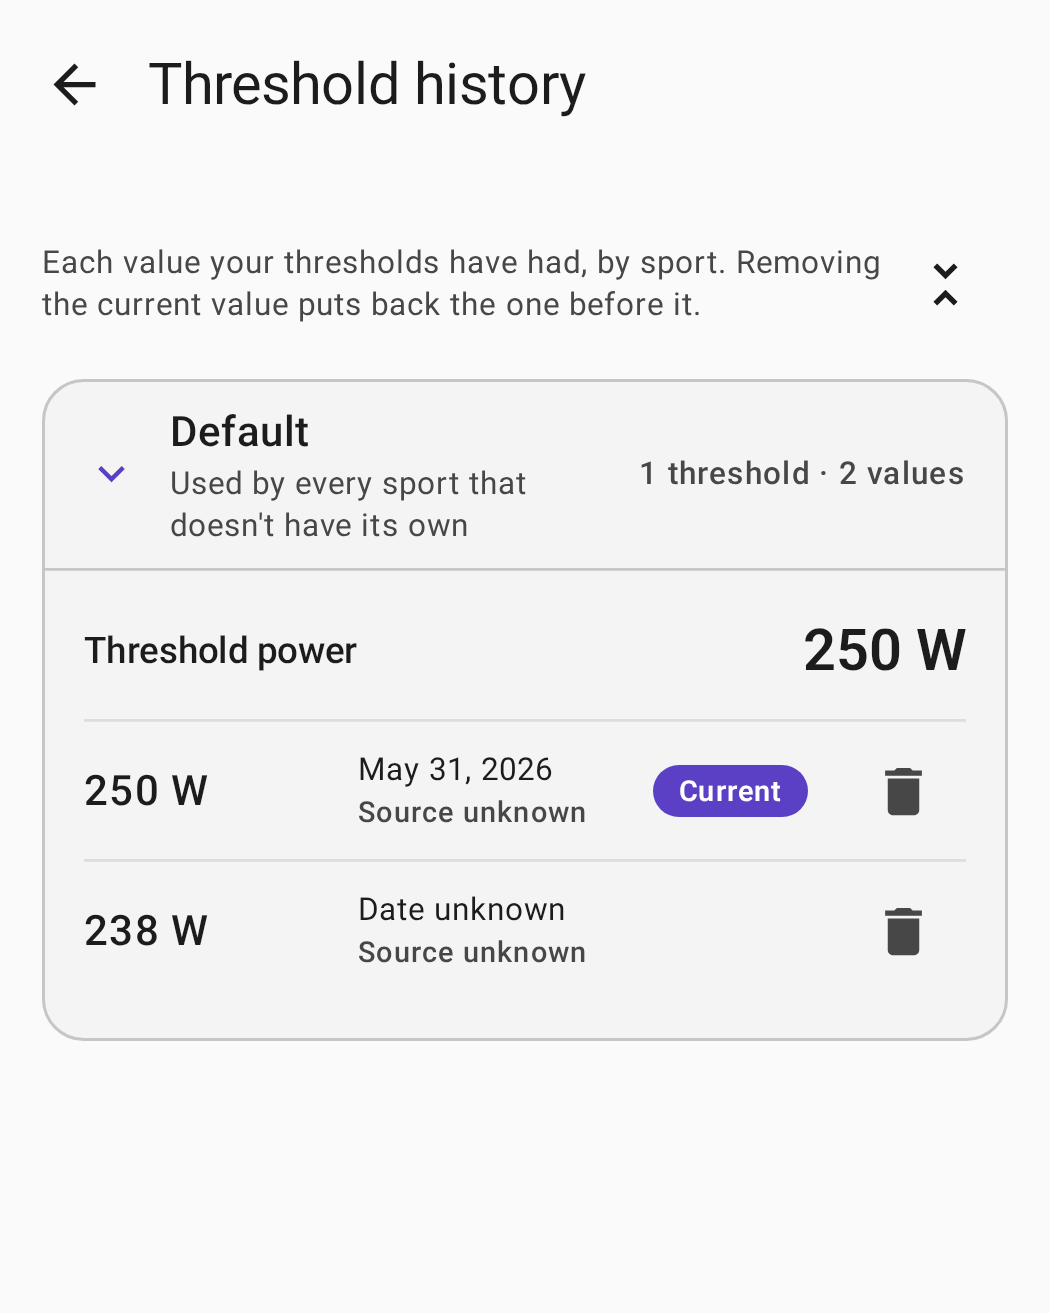 Threshold history
Each value your thresholds have had, by sport. Removing
the current value puts back the one before it.
Default
Used by every sport that
doesn't have its own
1 threshold · 2 values
Threshold power
250 W
250 W
May 31, 2026
Source unknown
Current
238 W
Date unknown
Source unknown